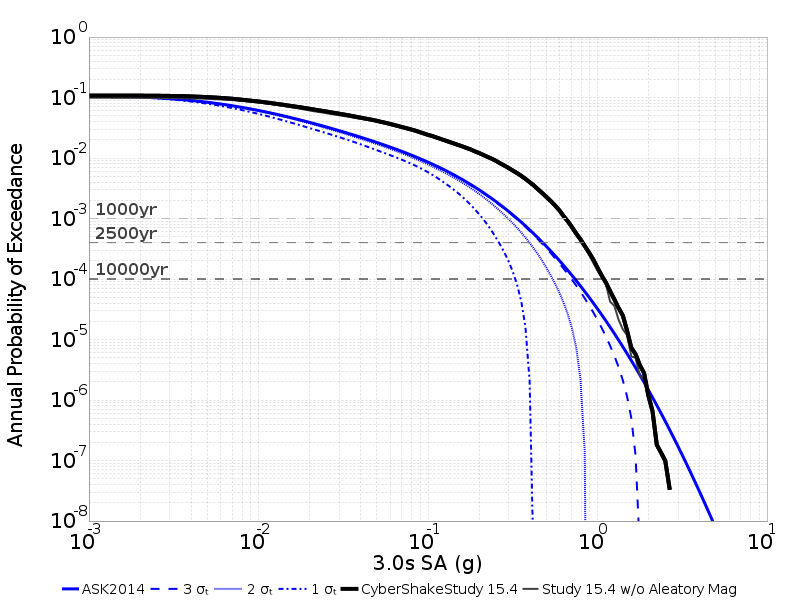 10^0
10^-1
10^-2
10^-3
10^-4
10^-5
10^-6
10^-7
10^-8
Annual Probability of Exceedance
1000yr
2500yr
10000yr
10^-3 10^-2 10^-1 10^0 10^1
3.0s SA (g)
ASK2014 3 σₜ 2 σₜ 1 σₜ CyberShakeStudy 15.4 Study 15.4 w/o Aleatory Mag